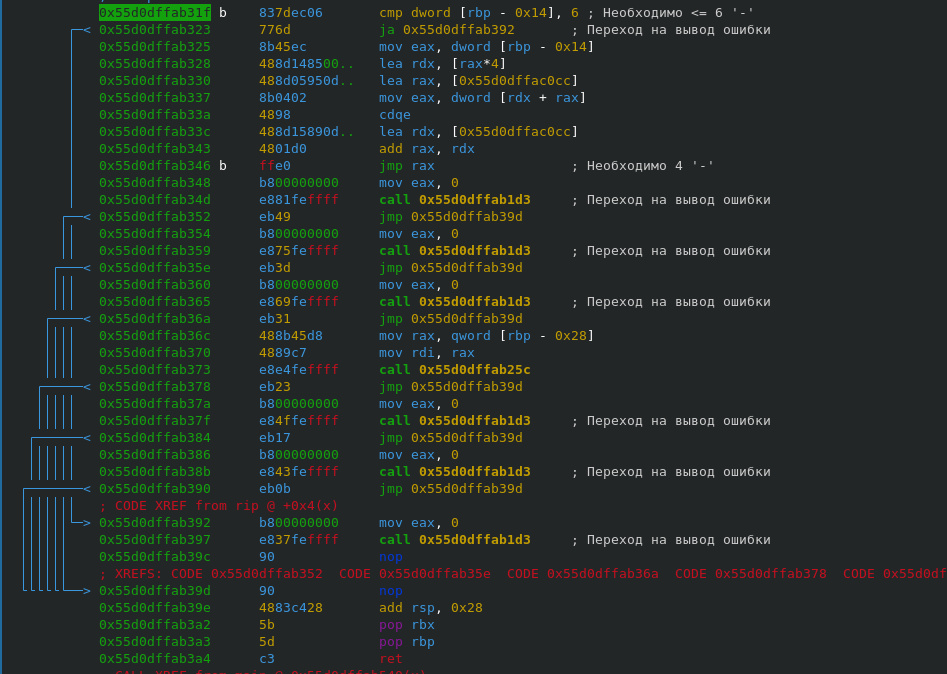 0x55d0dffab31f b 837dec06 cmp dword [rbp - 0x14], 6 ; Необходимо <= 6 '-'
0x55d0dffab323 776d ja 0x55d0dffab392 ; Переход на вывод ошибки
0x55d0dffab325 8b45ec mov eax, dword [rbp - 0x14]
0x55d0dffab328 488d148500.. lea rdx, [rax*4]
0x55d0dffab330 488d05950d.. lea rax, [0x55d0dffac0cc]
0x55d0dffab337 8b0402 mov eax, dword [rdx + rax]
0x55d0dffab33a 4898 cdqe
0x55d0dffab33c 488d15890d.. lea rdx, [0x55d0dffac0cc]
0x55d0dffab343 4801d0 add rax, rdx
0x55d0dffab346 b ffe0 jmp rax ; Необходимо 4 '-'
0x55d0dffab348 b800000000 mov eax, 0
0x55d0dffab34d e881feffff call 0x55d0dffab1d3 ; Переход на вывод ошибки
< 0x55d0dffab352 eb49 jmp 0x55d0dffab39d
0x55d0dffab354 b800000000 mov eax, 0
0x55d0dffab359 e875feffff call 0x55d0dffab1d3 ; Переход на вывод ошибки
< 0x55d0dffab35e eb3d jmp 0x55d0dffab39d
0x55d0dffab360 b800000000 mov eax, 0
0x55d0dffab365 e869feffff call 0x55d0dffab1d3 ; Переход на вывод ошибки
< 0x55d0dffab36a eb31 jmp 0x55d0dffab39d
0x55d0dffab36c 488b45d8 mov rax, qword [rbp - 0x28]
0x55d0dffab370 4889c7 mov rdi, rax
0x55d0dffab373 e8e4feffff call 0x55d0dffab25c
< 0x55d0dffab378 eb23 jmp 0x55d0dffab39d
0x55d0dffab37a b800000000 mov eax, 0
0x55d0dffab37f e84ffeffff call 0x55d0dffab1d3 ; Переход на вывод ошибки
< 0x55d0dffab384 eb17 jmp 0x55d0dffab39d
0x55d0dffab386 b800000000 mov eax, 0
0x55d0dffab38b e843feffff call 0x55d0dffab1d3 ; Переход на вывод ошибки
< 0x55d0dffab390 eb0b jmp 0x55d0dffab39d
; CODE XREF from rip @ +0x4(x)
> 0x55d0dffab392 b800000000 mov eax, 0
0x55d0dffab397 e837feffff call 0x55d0dffab1d3 ; Переход на вывод ошибки
0x55d0dffab39c 90 nop
; XREFS: CODE 0x55d0dffab352 CODE 0x55d0dffab35e CODE 0x55d0dffab36a CODE 0x55d0dffab378 CODE 0x55d0df
> 0x55d0dffab39d 90 nop
0x55d0dffab39e 4883c428 add rsp, 0x28
0x55d0dffab3a2 5b pop rbx
0x55d0dffab3a3 5d pop rbp
0x55d0dffab3a4 c3 ret